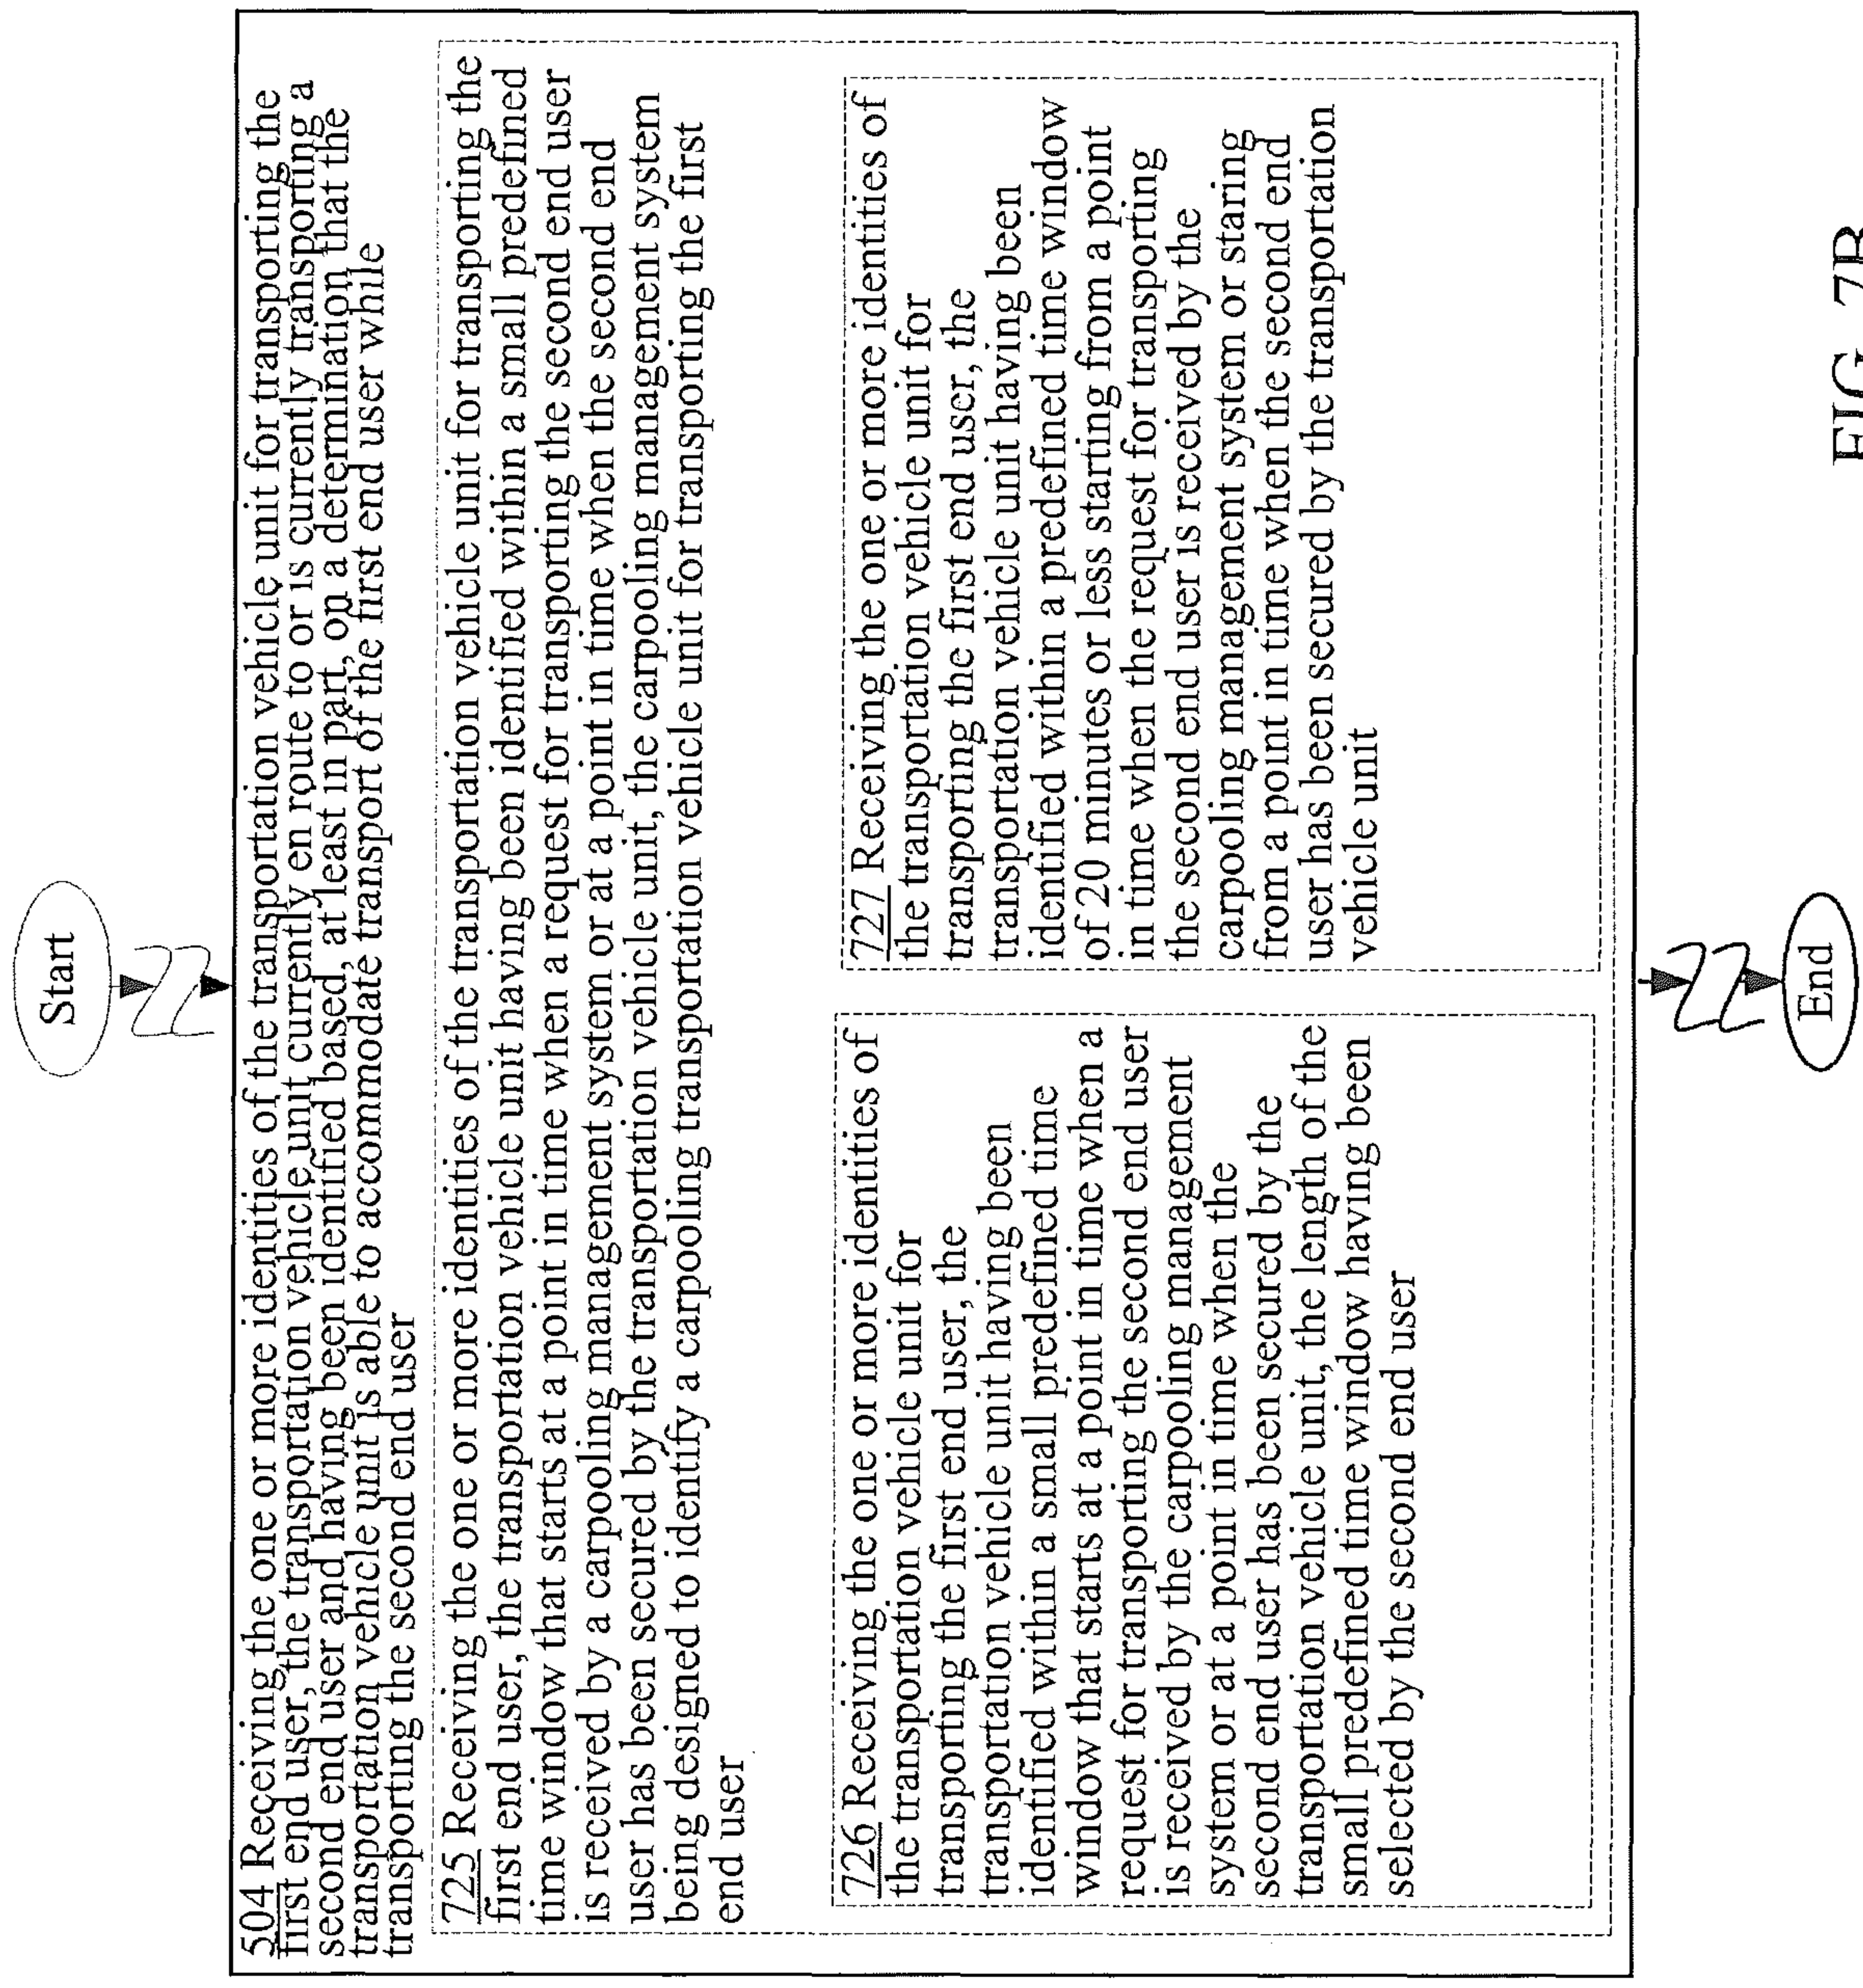 Start
504 Receiving the one or more identities of the transportation vehicle unit for transporting the
first end user, the transportation vehicle unit currently en route to or is currently transporting a
second end user and having been identified based, at least in part, on a determination that the
transportation vehicle unit is able to accommodate transport of the first end user while
transporting the second end user
725 Receiving the one or more identities of the transportation vehicle unit for transporting the
first end user, the transportation vehicle unit having been identified within a small predefined
time window that starts at a point in time when a request for transporting the second end user
is received by a carpooling management system or at a point in time when the second end
user has been secured by the transportation vehicle unit, the carpooling management system
being designed to identify a carpooling transportation vehicle unit for transporting the first
end user
726 Receiving the one or more identities of
the transportation vehicle unit for
transporting the first end user, the
transportation vehicle unit having been
identified within a small predefined time
window that starts at a point in time when a
request for transporting the second end user
is received by the carpooling management
system or at a point in time when the
second end user has been secured by the
transportation vehicle unit, the length of the
small predefined time window having been
selected by the second end user
727 Receiving the one or more identities of
the transportation vehicle unit for
transporting the first end user, the
transportation vehicle unit having been
identified within a predefined time window
of 20 minutes or less starting from a point
in time when the request for transporting
the second end user is received by the
carpooling management system or staring
from a point in time when the second end
user has been secured by the transportation
vehicle unit
End
FIG. 7B